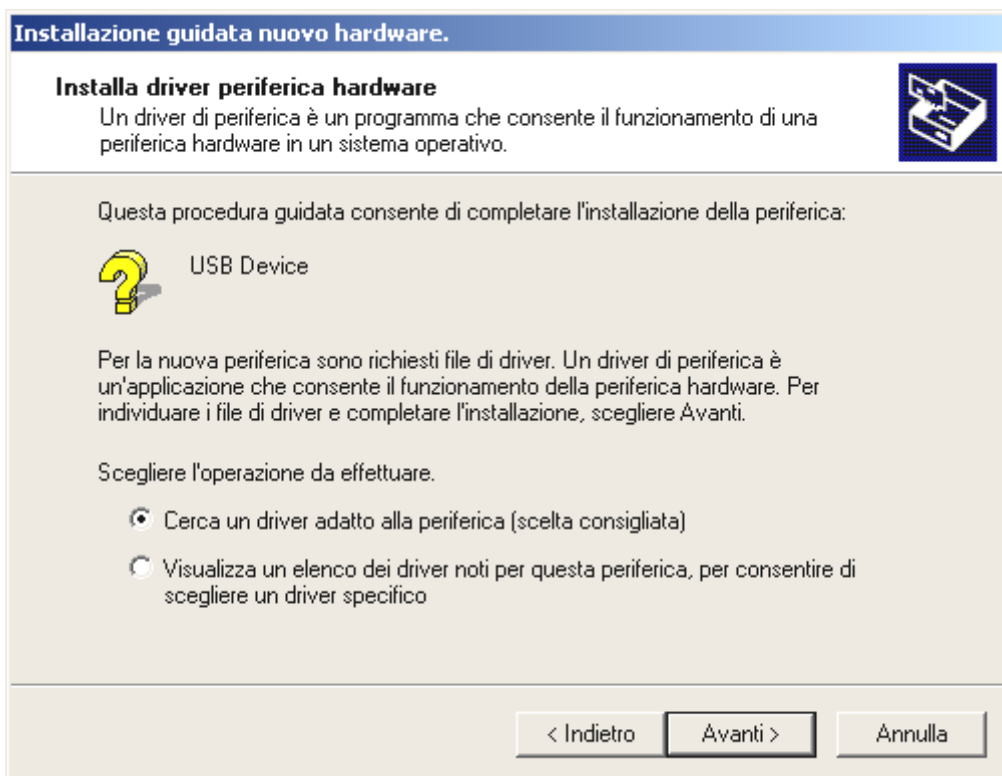 Installazione guidata nuovo hardware.
Installa driver periferica hardware
Un driver di periferica è un programma che consente il funzionamento di una
periferica hardware in un sistema operativo.
Questa procedura guidata consente di completare l'installazione della periferica:
USB Device
Per la nuova periferica sono richiesti file di driver. Un driver di periferica è
un'applicazione che consente il funzionamento della periferica hardware. Per
individuare i file di driver e completare l'installazione, scegliere Avanti.
Scegliere l'operazione da effettuare.
Cerca un driver adatto alla periferica (scelta consigliata)
Visualizza un elenco dei driver noti per questa periferica, per consentire di
scegliere un driver specifico
< Indietro
Avanti >
Annulla